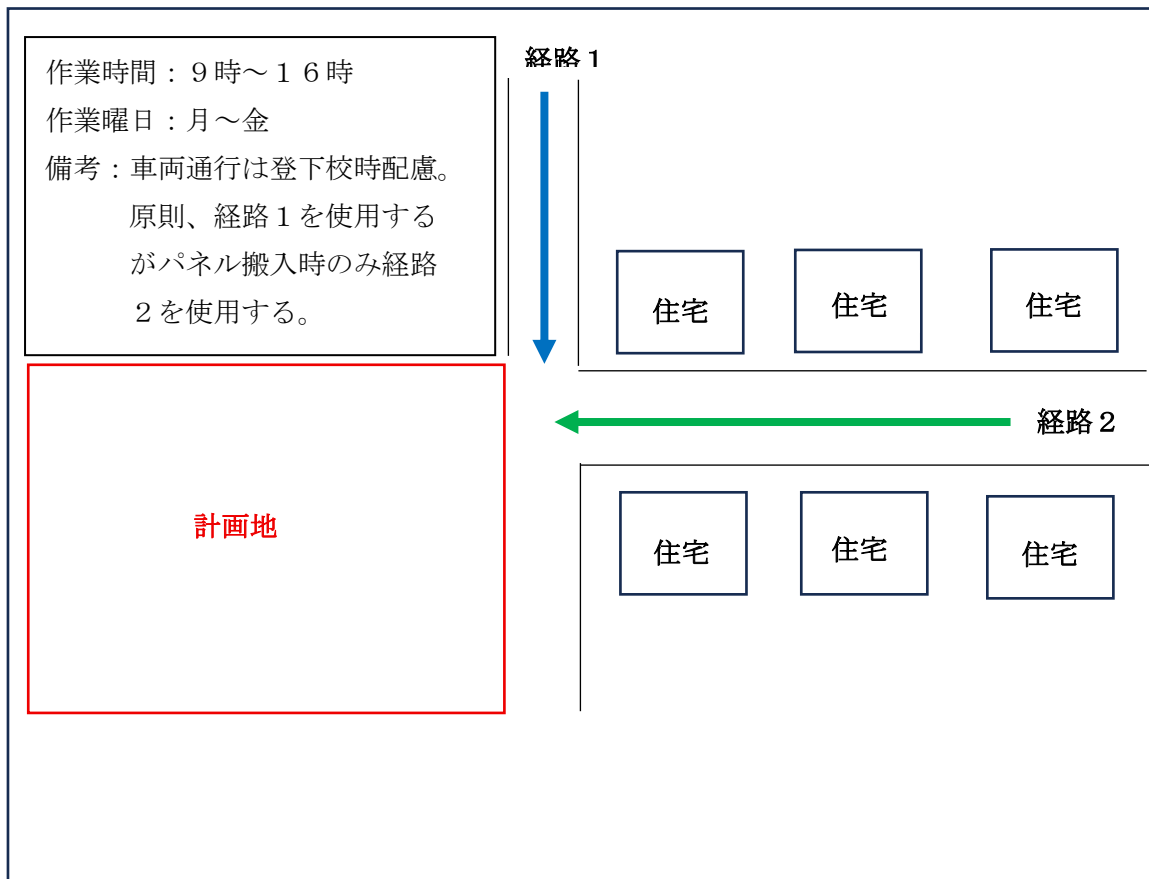 経路１
作業時間：９時～１６時
作業曜日：月～金
備考：車両通行は登下校時配慮。
原則、経路１を使用する
がパネル搬入時のみ経路
２を使用する。
住宅
住宅
住宅
経路２
計画地
住宅
住宅
住宅